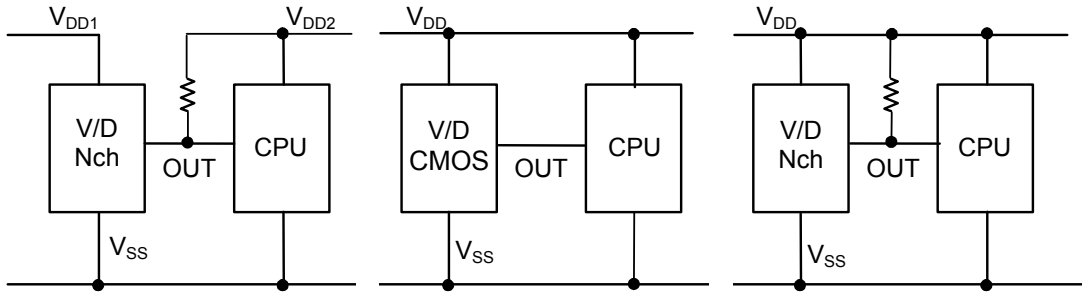 VDD1
VDD2
V/D
Nch
OUT
CPU
VSS
VDD
V/D
CMOS
OUT
CPU
VSS
VDD
V/D
Nch
OUT
CPU
VSS